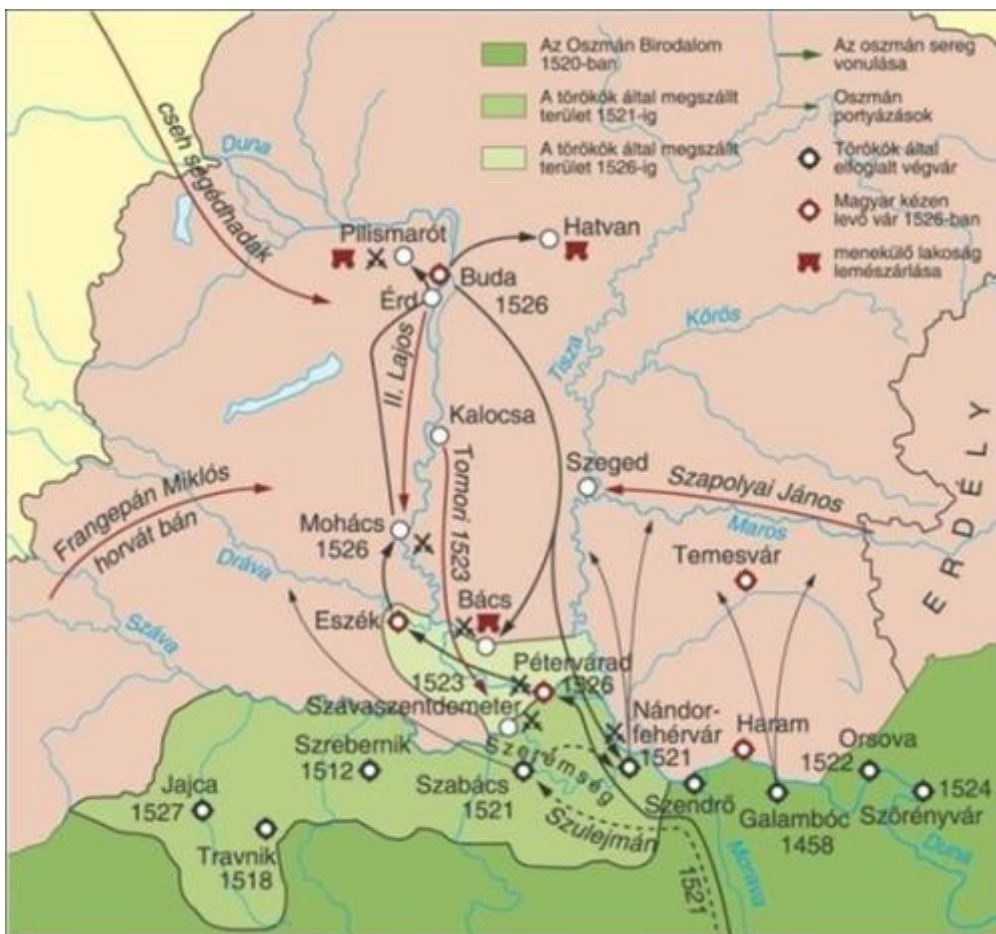 Az Oszmán Birodalom
1520-ban
A törökök által megszállt
terület 1521-ig
A törökök által megszállt
terület 1526-ig
Az oszmán sereg
vonulása
Oszmán
portyázások
Törökök által
elfoglalt végvár
Magyar kézen
levő vár 1526-ban
menekülő lakosság
lemészárlása
cseh segédhadak
Duna
Pilismarót
Hatvan
Buda
1526
Érd
II. Lajos
Tisza
Körös
Kalocsa
Tomori 1523
Szeged
Szapolyai János
Maros
ERDÉLY
Frangepán Miklós
horvát bán
Mohács
1526
Temesvár
Dráva
Száva
Eszék
Bács
Pétervárad
1526
1523
Szávaszentdemeter
Nándor-
fehérvár
1521
Haram
Orsova
1522
1524
Szörényvár
Szrebernik
1512
Szabács
1521
Szerémség
Szendrő
Galambóc
1458
Jajca
1527
Travnik
1518
Szulejmán
1521
Morava
Duna